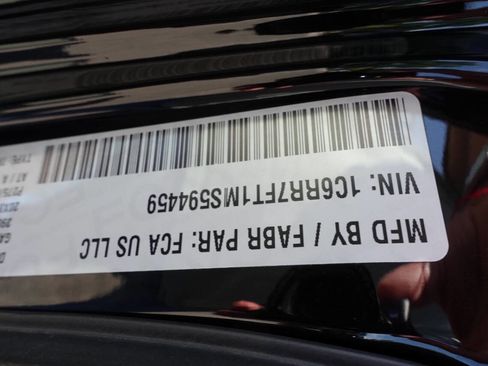 MFD BY / FABR PAR: FCA US LLC
VIN: 1C6RR7FT1MS594459